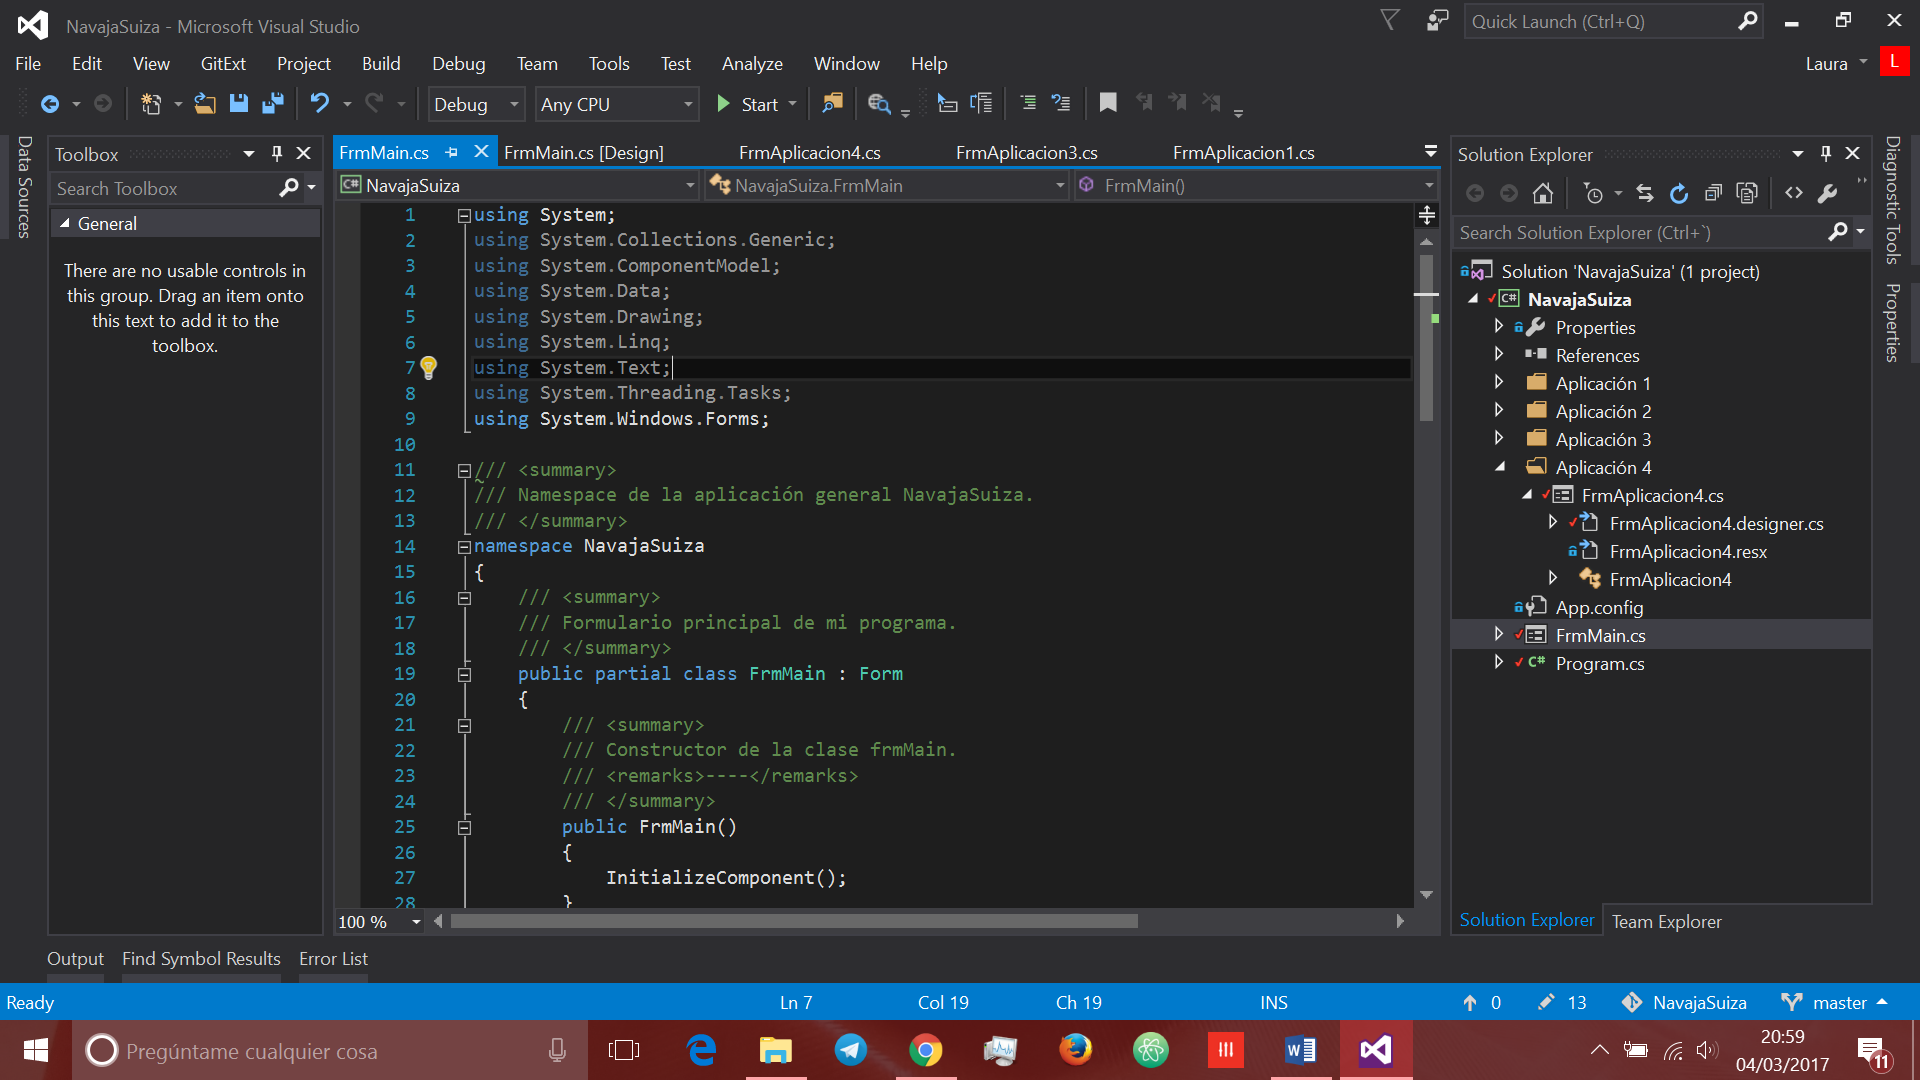 NavajaSuiza - Microsoft Visual Studio
Quick Launch (Ctrl+Q)
File Edit View GitExt Project Build Debug Team Tools Test Analyze Window Help
Laura L
Debug Any CPU Start
Data Sources
Toolbox
Search Toolbox
General
There are no usable controls in
this group. Drag an item onto
this text to add it to the
toolbox.
FrmMain.cs FrmMain.cs [Design] FrmAplicacion4.cs FrmAplicacion3.cs FrmAplicacion1.cs
C# NavajaSuiza NavajaSuiza.FrmMain FrmMain()
1 using System;
2 using System.Collections.Generic;
3 using System.ComponentModel;
4 using System.Data;
5 using System.Drawing;
6 using System.Linq;
7 using System.Text;
8 using System.Threading.Tasks;
9 using System.Windows.Forms;
10
11 /// <summary>
12 /// Namespace de la aplicación general NavajaSuiza.
13 /// </summary>
14 namespace NavajaSuiza
15 {
16 /// <summary>
17 /// Formulario principal de mi programa.
18 /// </summary>
19 public partial class FrmMain : Form
20 {
21 /// <summary>
22 /// Constructor de la clase frmMain.
23 /// <remarks>----</remarks>
24 /// </summary>
25 public FrmMain()
26 {
27 InitializeComponent();
28 }
100 %
Solution Explorer
Search Solution Explorer (Ctrl+`)
Solution 'NavajaSuiza' (1 project)
C# NavajaSuiza
Properties
References
Aplicación 1
Aplicación 2
Aplicación 3
Aplicación 4
FrmAplicacion4.cs
FrmAplicacion4.designer.cs
FrmAplicacion4.resx
FrmAplicacion4
App.config
FrmMain.cs
C# Program.cs
Solution Explorer Team Explorer
Diagnostic Tools
Properties
Output Find Symbol Results Error List
Ready Ln 7 Col 19 Ch 19 INS 0 13 NavajaSuiza master
Pregúntame cualquier cosa
20:59
04/03/2017
11